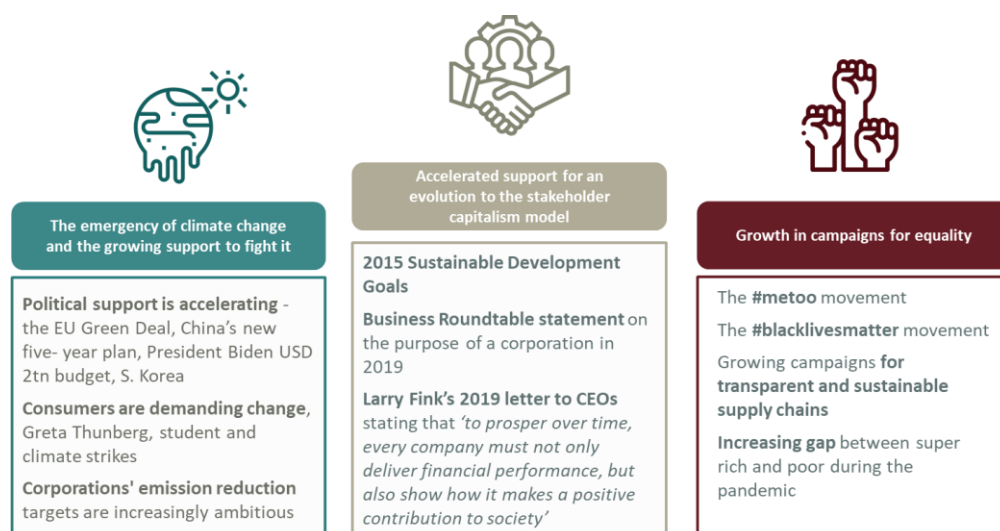 The emergency of climate change
and the growing support to fight it
Political support is accelerating -
the EU Green Deal, China's new
five- year plan, President Biden USD
2tn budget, S. Korea
Consumers are demanding change,
Greta Thunberg, student and
climate strikes
Corporations' emission reduction
targets are increasingly ambitious
Accelerated support for an
evolution to the stakeholder
capitalism model
2015 Sustainable Development
Goals
Business Roundtable statement on
the purpose of a corporation in
2019
Larry Fink's 2019 letter to CEOs
stating that ‘to prosper over time,
every company must not only
deliver financial performance, but
also show how it makes a positive
contribution to society’
Growth in campaigns for equality
The #metoo movement
The #blacklivesmatter movement
Growing campaigns for
transparent and sustainable
supply chains
Increasing gap between super
rich and poor during the
pandemic